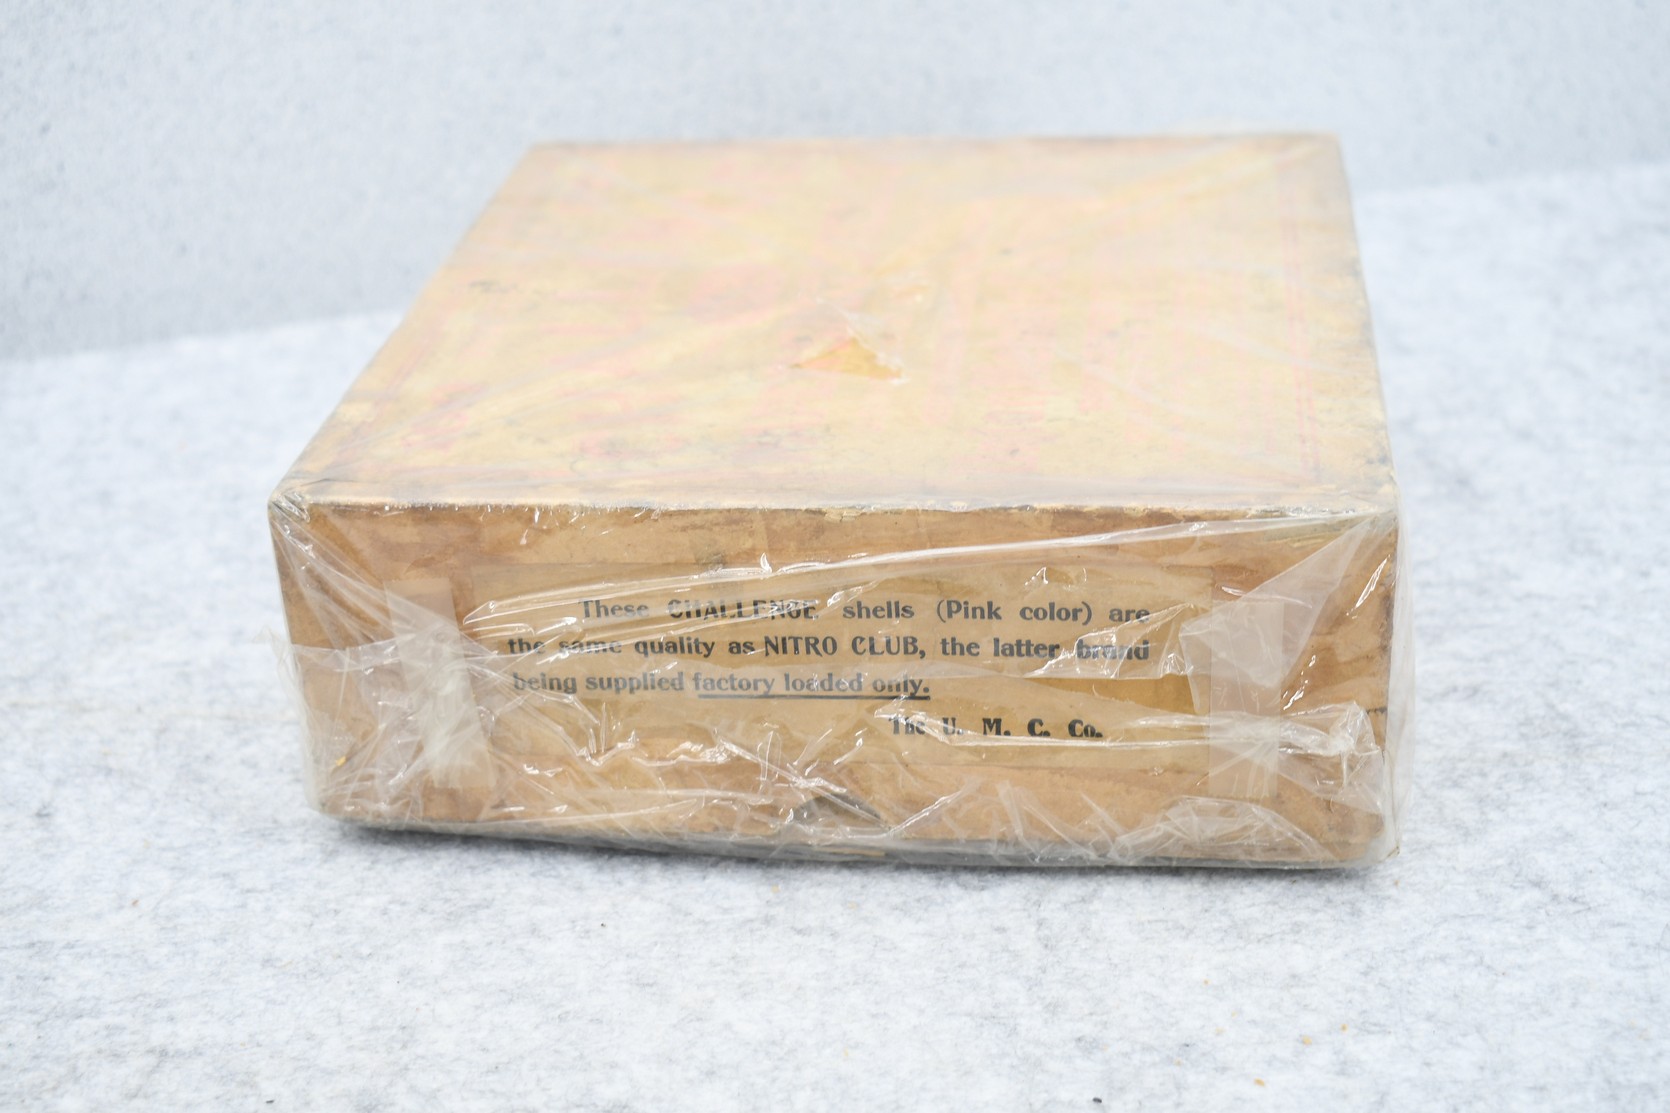 These CHALLENGE shells (Pink color) are
the same quality as NITRO CLUB, the latter brand
being supplied factory loaded only.
The U. M. C. Co.